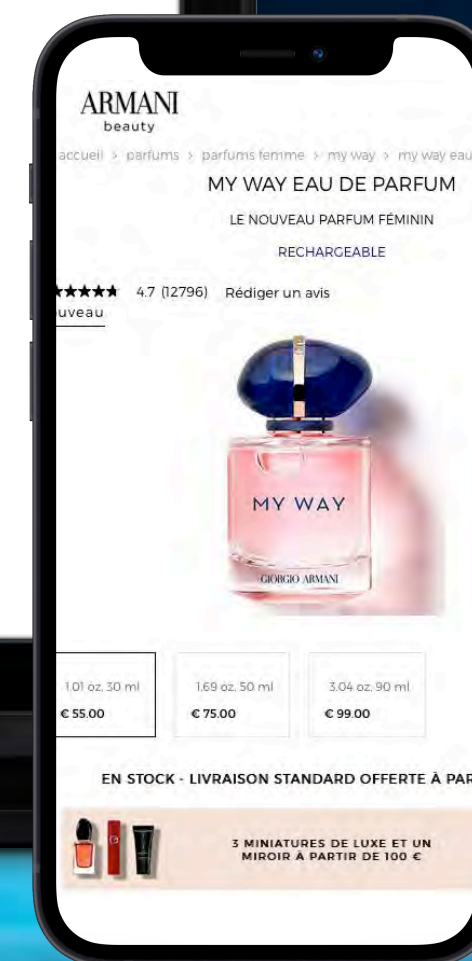 ARMANI
beauty
accueil > parfums > parfums femme > my way > my way eau
MY WAY EAU DE PARFUM
LE NOUVEAU PARFUM FÉMININ
RECHARGEABLE
4.7 (12796) Rédiger un avis
uveau
MY WAY
GIORGIO ARMANI
1.01 oz, 30 ml
€ 55.00
1.69 oz, 50 ml
€ 75.00
3.04 oz, 90 ml
€ 99.00
EN STOCK - LIVRAISON STANDARD OFFERTE À PAR
3 MINIATURES DE LUXE ET UN
MIROIR À PARTIR DE 100 €